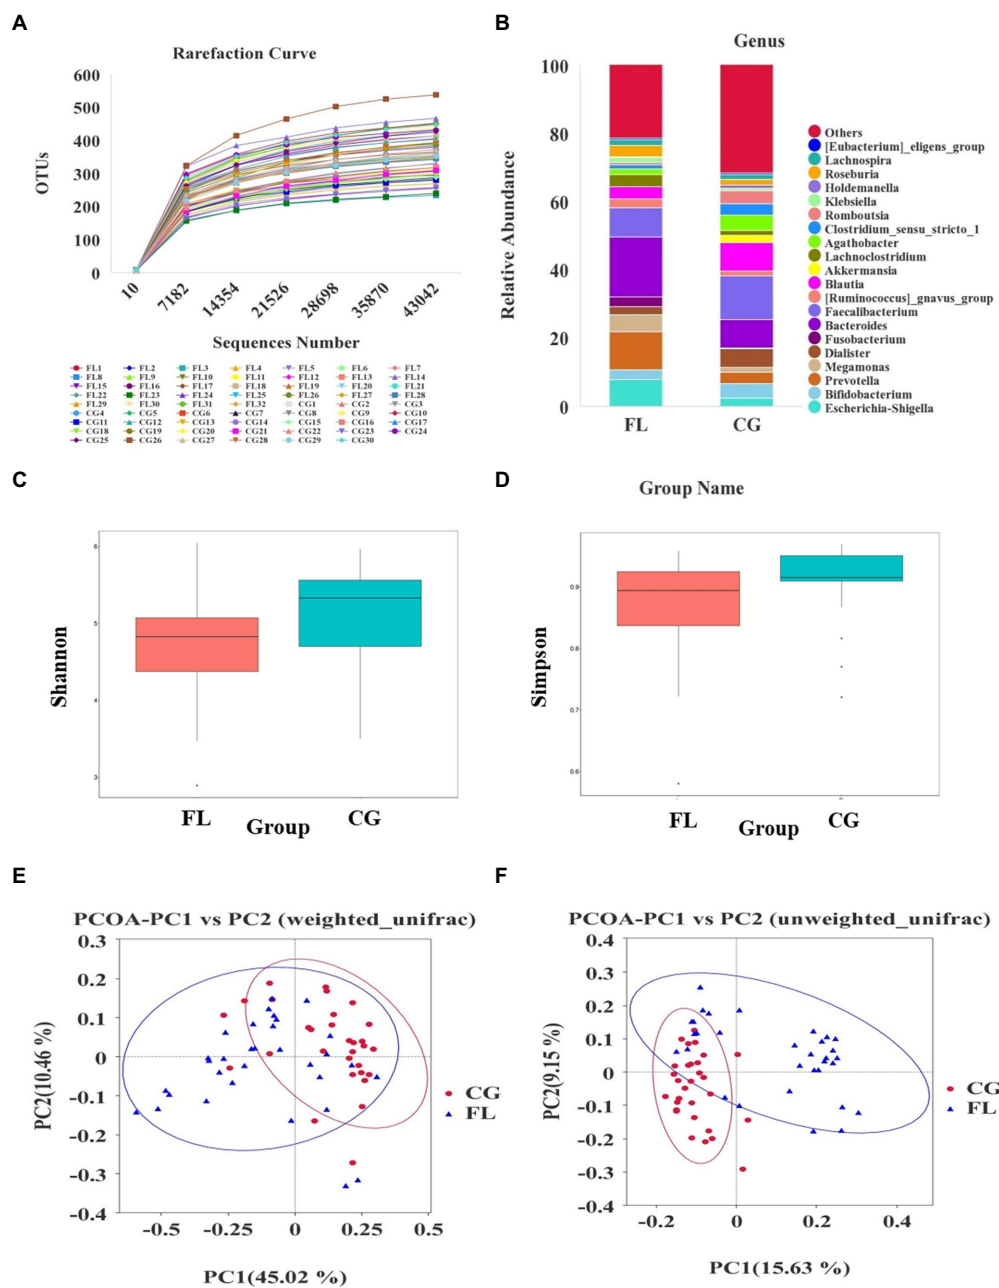 A
Rarefaction Curve
OTUs
600
500
400
300
200
100
0
10
7182
14354
21526
28698
35870
43042
Sequences Number
FL1 FL2 FL3 FL4 FL5 FL6 FL7
FL8 FL9 FL10 FL11 FL12 FL13 FL14
FL15 FL16 FL17 FL18 FL19 FL20 FL21
FL22 FL23 FL24 FL25 FL26 FL27 FL28
FL29 FL30 FL31 FL32 CG1 CG2 CG3
CG4 CG5 CG6 CG7 CG8 CG9 CG10
CG11 CG12 CG13 CG14 CG15 CG16 CG17
CG18 CG19 CG20 CG21 CG22 CG23 CG24
CG25 CG26 CG27 CG28 CG29 CG30
B
Genus
Relative Abundance
100
80
60
40
20
0
FL CG
Others
[Eubacterium]_eligens_group
Lachnospira
Roseburia
Holdemanella
Klebsiella
Romboutsia
Clostridium_sensu_stricto_1
Agathobacter
Lachnoclostridium
Akkermansia
Blautia
[Ruminococcus]_gnavus_group
Faecalibacterium
Bacteroides
Fusobacterium
Dialister
Megamonas
Prevotella
Bifidobacterium
Escherichia-Shigella
Group Name
C
Shannon
6
5
4
3
FL CG
Group
D
Simpson
0.9
0.8
0.7
0.6
FL CG
Group
E
PCOA-PC1 vs PC2 (weighted_unifrac)
PC2(10.46 %)
0.3
0.2
0.1
0
-0.1
-0.2
-0.3
-0.4
-0.5 -0.25 0 0.25 0.5
PC1(45.02 %)
CG
FL
F
PCOA-PC1 vs PC2 (unweighted_unifrac)
PC2(9.15 %)
0.4
0.3
0.2
0.1
0
-0.1
-0.2
-0.3
-0.4
-0.2 0 0.2 0.4
PC1(15.63 %)
CG
FL